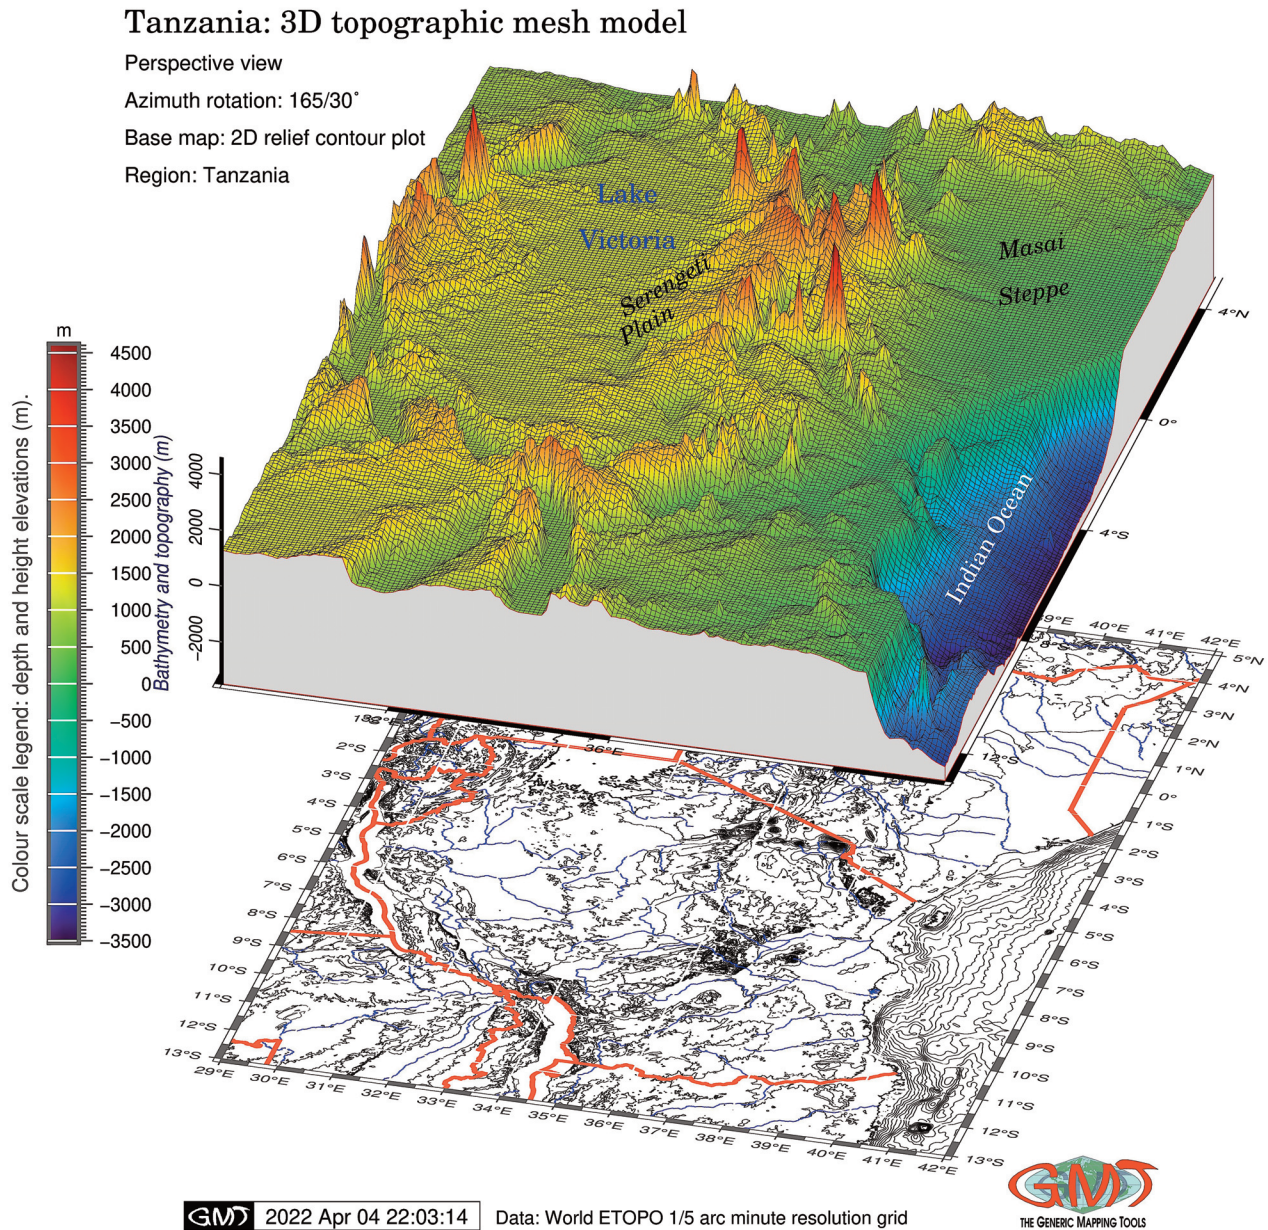 Tanzania: 3D topographic mesh model
Perspective view
Azimuth rotation: 165/30°
Base map: 2D relief contour plot
Region: Tanzania
Lake
Victoria
Serengeti
Plain
Masai
Steppe
Indian Ocean
4°N
0°
4°S
8°S
12°S
36°E
m
4500
4000
3500
3000
2500
2000
1500
1000
500
0
−500
−1000
−1500
−2000
−2500
−3000
−3500
Colour scale legend: depth and height elevations (m).
Bathymetry and topography (m)
4000
2000
0
−2000
2°S
3°S
4°S
5°S
6°S
7°S
8°S
9°S
10°S
11°S
12°S
13°S
29°E
30°E
31°E
32°E
33°E
34°E
35°E
36°E
37°E
38°E
39°E
40°E
41°E
42°E
40°E
41°E
42°E
5°N
4°N
3°N
2°N
1°N
0°
1°S
2°S
3°S
4°S
5°S
6°S
7°S
8°S
9°S
10°S
11°S
12°S
13°S
GMT
THE GENERIC MAPPING TOOLS
GMT 2022 Apr 04 22:03:14
Data: World ETOPO 1/5 arc minute resolution grid